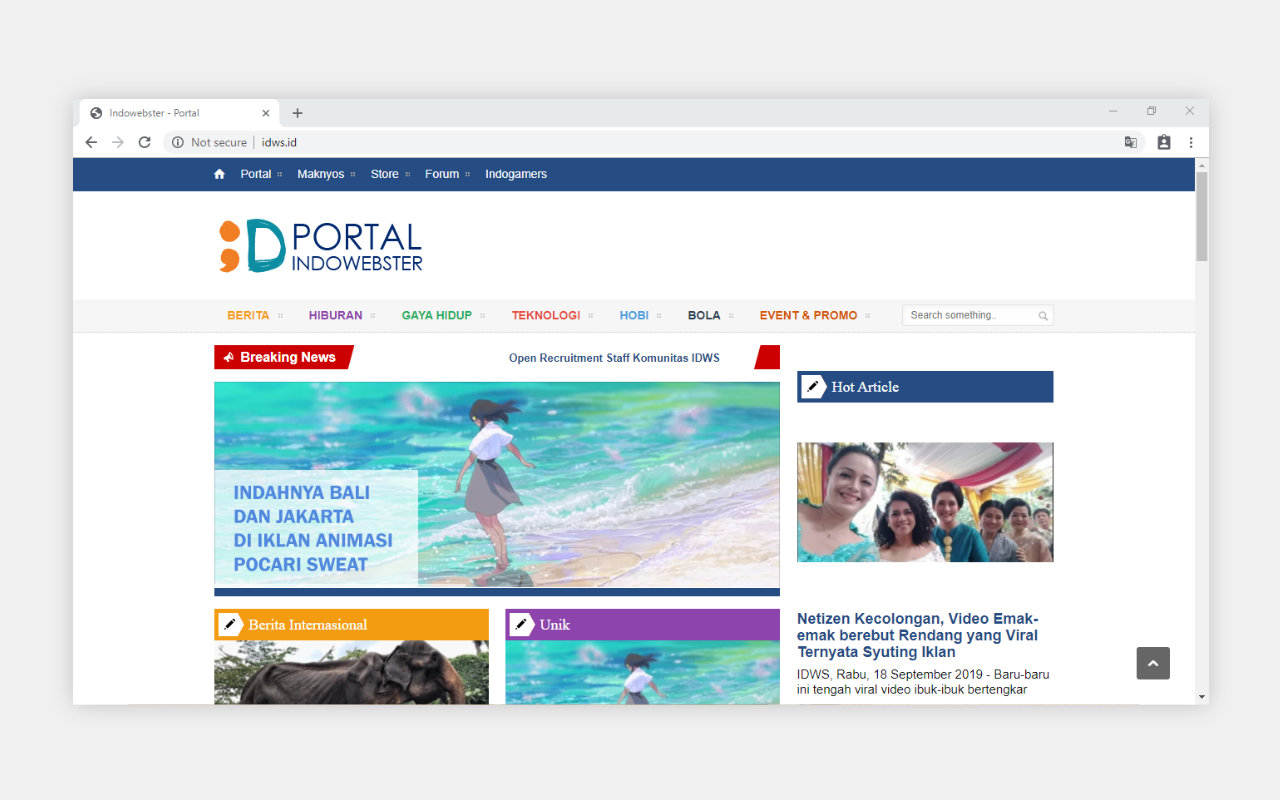 Indowebster - Portal
Not secure | idws.id
Portal Maknyos Store Forum Indogamers
PORTAL
INDOWEBSTER
BERITA HIBURAN GAYA HIDUP TEKNOLOGI HOBI BOLA EVENT & PROMO Search something..
Breaking News Open Recruitment Staff Komunitas IDWS
Hot Article
INDAHNYA BALI
DAN JAKARTA
DI IKLAN ANIMASI
POCARI SWEAT
Berita Internasional
Unik
Netizen Kecolongan, Video Emak-
emak berebut Rendang yang Viral
Ternyata Syuting Iklan
IDWS, Rabu, 18 September 2019 - Baru-baru
ini tengah viral video ibuk-ibuk bertengkar